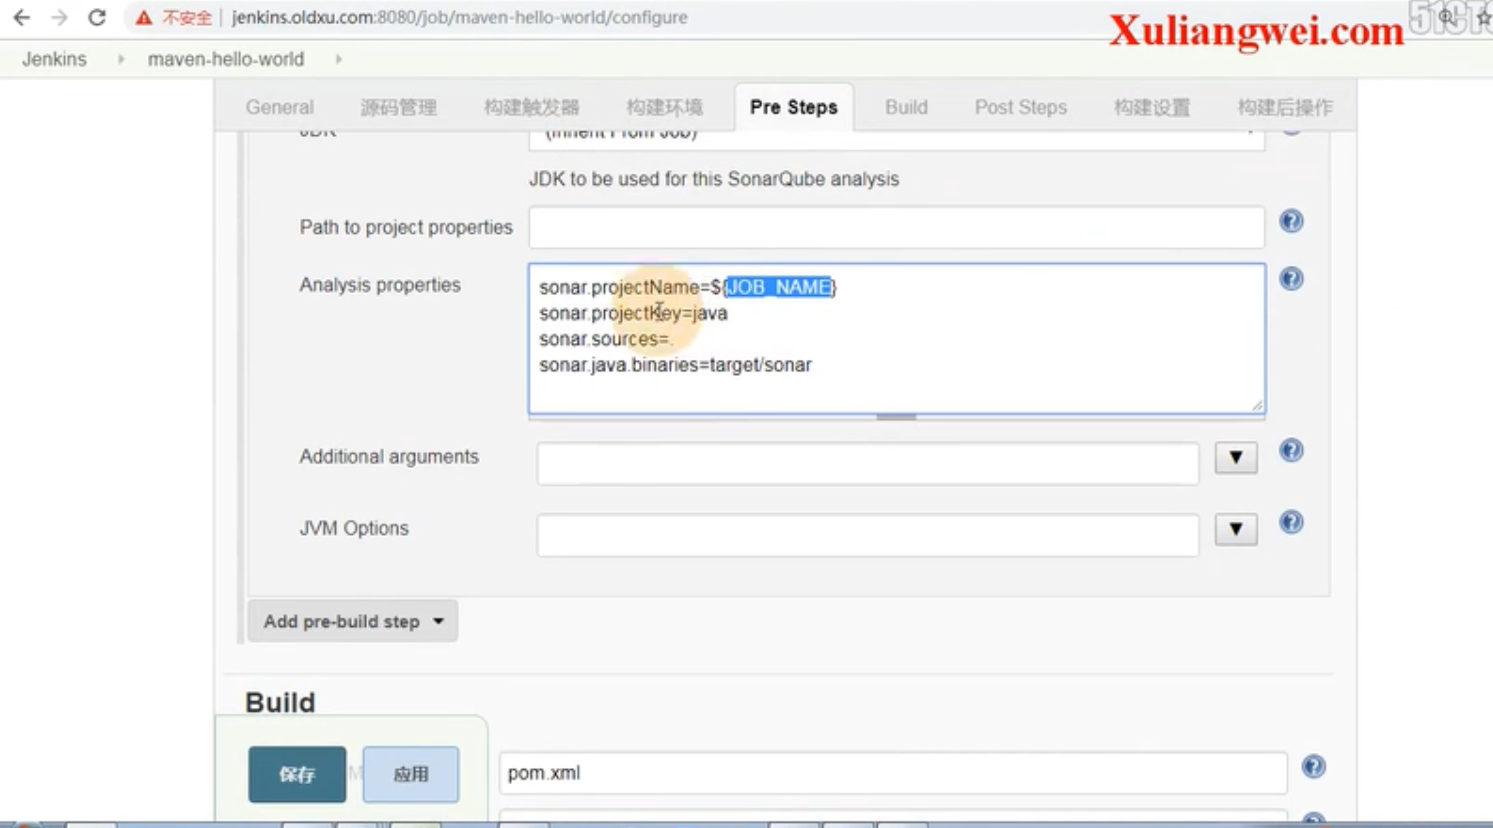 不安全 jenkins.oldxu.com:8080/job/maven-hello-world/configure
Xuliangwei.com
Jenkins maven-hello-world
General 源码管理 构建触发器 构建环境 Pre Steps Build Post Steps 构建设置 构建后操作
JDK (Inherit From Job)
JDK to be used for this SonarQube analysis
Path to project properties
Analysis properties
sonar.projectName=${JOB_NAME}
sonar.projectKey=java
sonar.sources=.
sonar.java.binaries=target/sonar
Additional arguments
JVM Options
Add pre-build step
Build
保存 应用 pom.xml